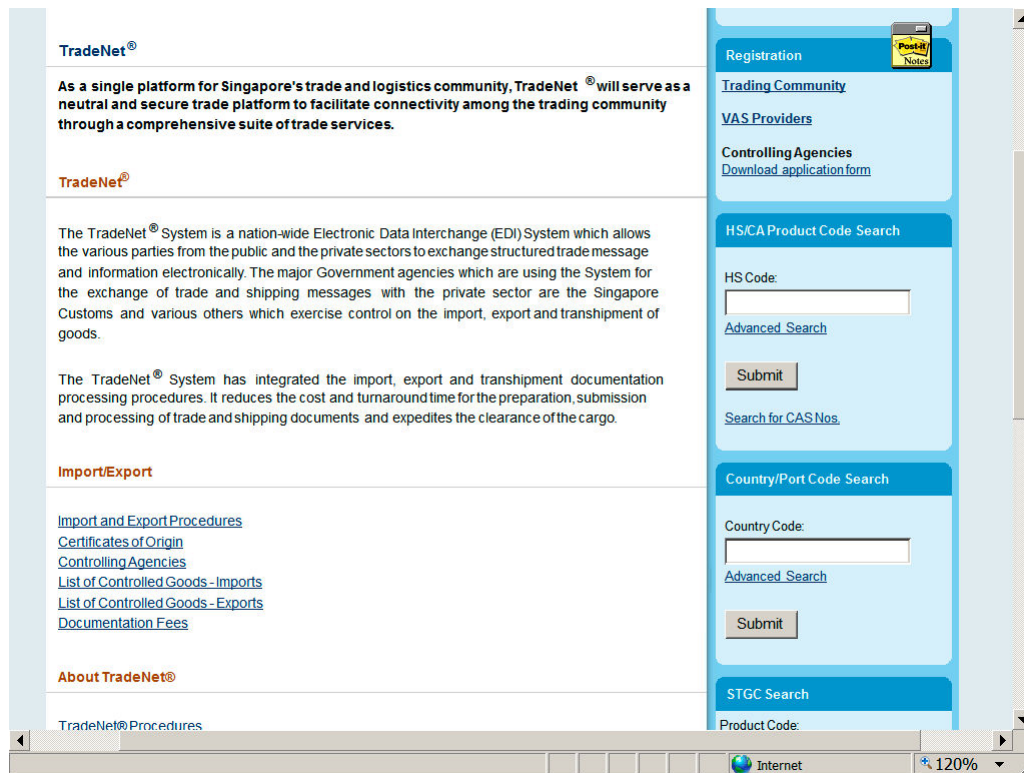 TradeNet®
As a single platform for Singapore's trade and logistics community, TradeNet ® will serve as a
neutral and secure trade platform to facilitate connectivity among the trading community
through a comprehensive suite of trade services.
TradeNet®
The TradeNet ® System is a nation-wide Electronic Data Interchange (EDI) System which allows
the various parties from the public and the private sectors to exchange structured trade message
and information electronically. The major Government agencies which are using the System for
the exchange of trade and shipping messages with the private sector are the Singapore
Customs and various others which exercise control on the import, export and transhipment of
goods.
The TradeNet ® System has integrated the import, export and transhipment documentation
processing procedures. It reduces the cost and turnaround time for the preparation, submission
and processing of trade and shipping documents and expedites the clearance of the cargo.
Import/Export
Import and Export Procedures
Certificates of Origin
Controlling Agencies
List of Controlled Goods - Imports
List of Controlled Goods - Exports
Documentation Fees
About TradeNet®
TradeNet® Procedures
Post-it
Notes
Registration
Trading Community
VAS Providers
Controlling Agencies
Download application form
HS/CA Product Code Search
HS Code:
Advanced Search
Submit
Search for CAS Nos.
Country/Port Code Search
Country Code:
Advanced Search
Submit
STGC Search
Product Code:
Internet
120%